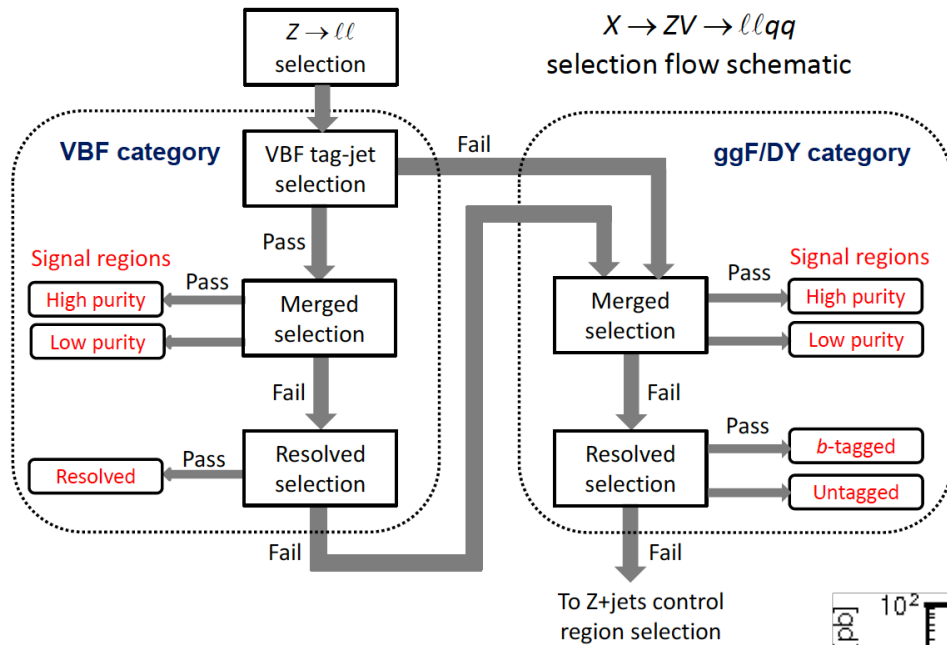 Z → ℓℓ
selection
X → ZV → ℓℓqq
selection flow schematic
VBF category
VBF tag-jet
selection
Fail
ggF/DY category
Pass
Signal regions
Pass
High purity
Low purity
Merged
selection
Fail
Pass
Resolved
Resolved
selection
Fail
Signal regions
Pass
High purity
Low purity
Merged
selection
Fail
Pass
b-tagged
Untagged
Resolved
selection
Fail
To Z+jets control
region selection
10²